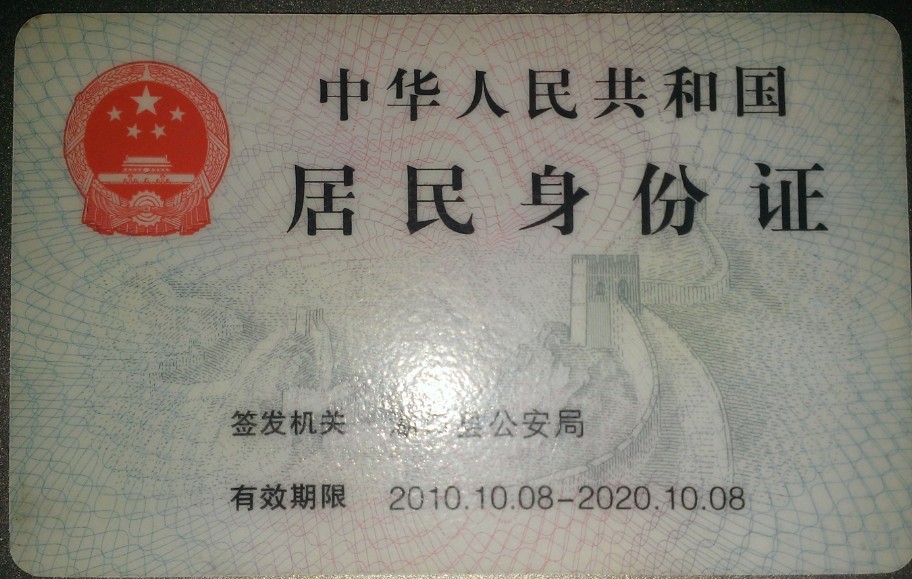 中华人民共和国
居民身份证
签发机关 县公安局
有效期限 2010.10.08-2020.10.08